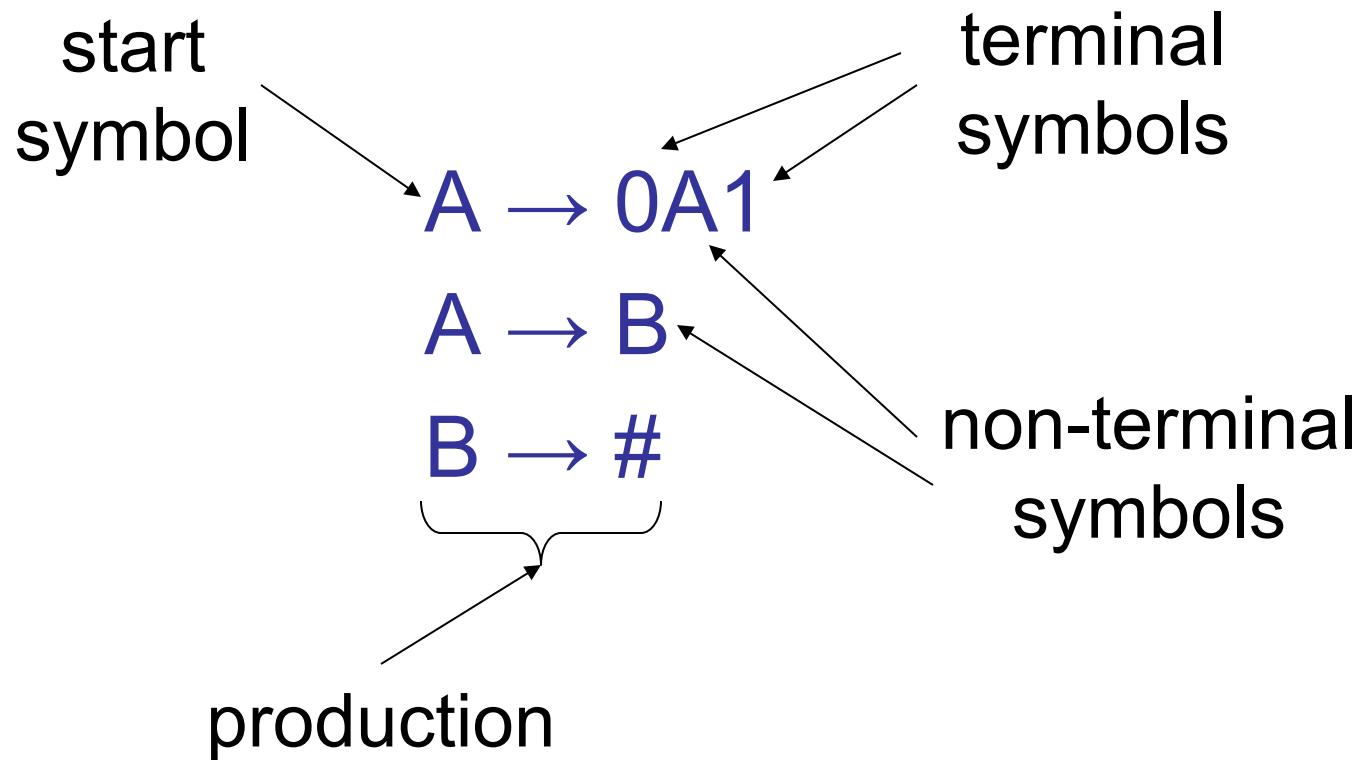 start
symbol
terminal
symbols
A → 0A1
A → B
B → #
non-terminal
symbols
production